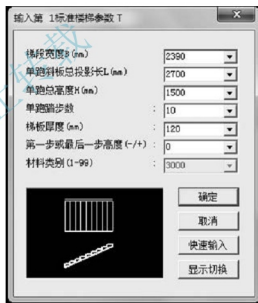 输入第 1标准楼梯参数 T
梯段宽度B(mm) 2390
单跑斜板总投影长L(mm) 2700
单跑总高度H(mm) 1500
单跑踏步数 : 10
梯板厚度(mm) : 120
第一步或最后一步高度(-/+) : 0
材料类别(1-99) : 3000
确定
取消
快速输入
显示切换